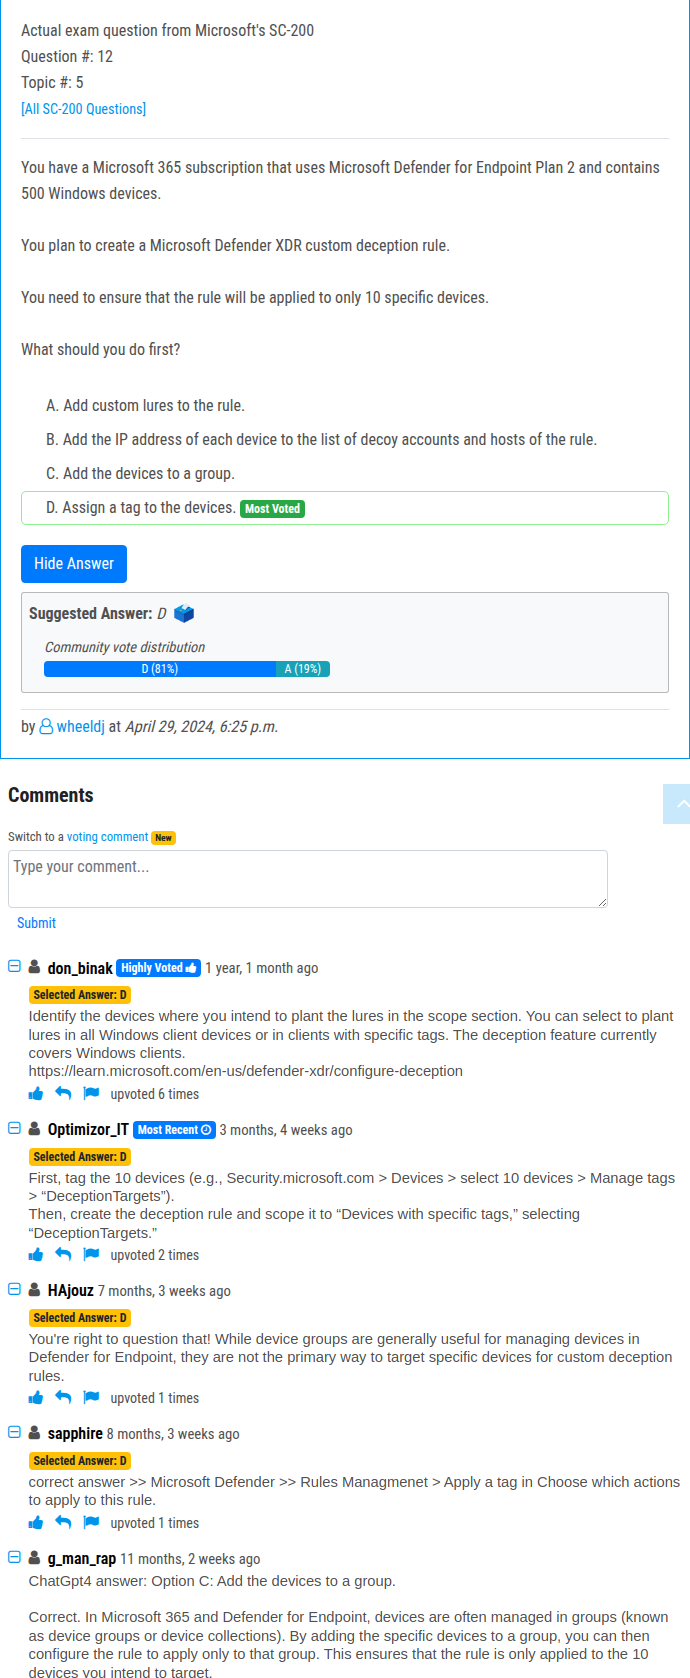 Actual exam question from Microsoft's SC-200
Question #: 12
Topic #: 5
[All SC-200 Questions]
You have a Microsoft 365 subscription that uses Microsoft Defender for Endpoint Plan 2 and contains
500 Windows devices.
You plan to create a Microsoft Defender XDR custom deception rule.
You need to ensure that the rule will be applied to only 10 specific devices.
What should you do first?
A. Add custom lures to the rule.
B. Add the IP address of each device to the list of decoy accounts and hosts of the rule.
C. Add the devices to a group.
D. Assign a tag to the devices. Most Voted
Hide Answer
Suggested Answer: D
Community vote distribution
D (81%) A (19%)
by wheeldj at April 29, 2024, 6:25 p.m.
Comments
Switch to a voting comment New
Type your comment...
Submit
don_binak Highly Voted 1 year, 1 month ago
Selected Answer: D
Identify the devices where you intend to plant the lures in the scope section. You can select to plant
lures in all Windows client devices or in clients with specific tags. The deception feature currently
covers Windows clients.
https://learn.microsoft.com/en-us/defender-xdr/configure-deception
upvoted 6 times
Optimizor_IT Most Recent 3 months, 4 weeks ago
Selected Answer: D
First, tag the 10 devices (e.g., Security.microsoft.com > Devices > select 10 devices > Manage tags
> “DeceptionTargets”).
Then, create the deception rule and scope it to “Devices with specific tags,” selecting
“DeceptionTargets.”
upvoted 2 times
HAjouz 7 months, 3 weeks ago
Selected Answer: D
You're right to question that! While device groups are generally useful for managing devices in
Defender for Endpoint, they are not the primary way to target specific devices for custom deception
rules.
upvoted 1 times
sapphire 8 months, 3 weeks ago
Selected Answer: D
correct answer >> Microsoft Defender >> Rules Managmenet > Apply a tag in Choose which actions
to apply to this rule.
upvoted 1 times
g_man_rap 11 months, 2 weeks ago
ChatGpt4 answer: Option C: Add the devices to a group.
Correct. In Microsoft 365 and Defender for Endpoint, devices are often managed in groups (known
as device groups or device collections). By adding the specific devices to a group, you can then
configure the rule to apply only to that group. This ensures that the rule is only applied to the 10
devices you intend to target.